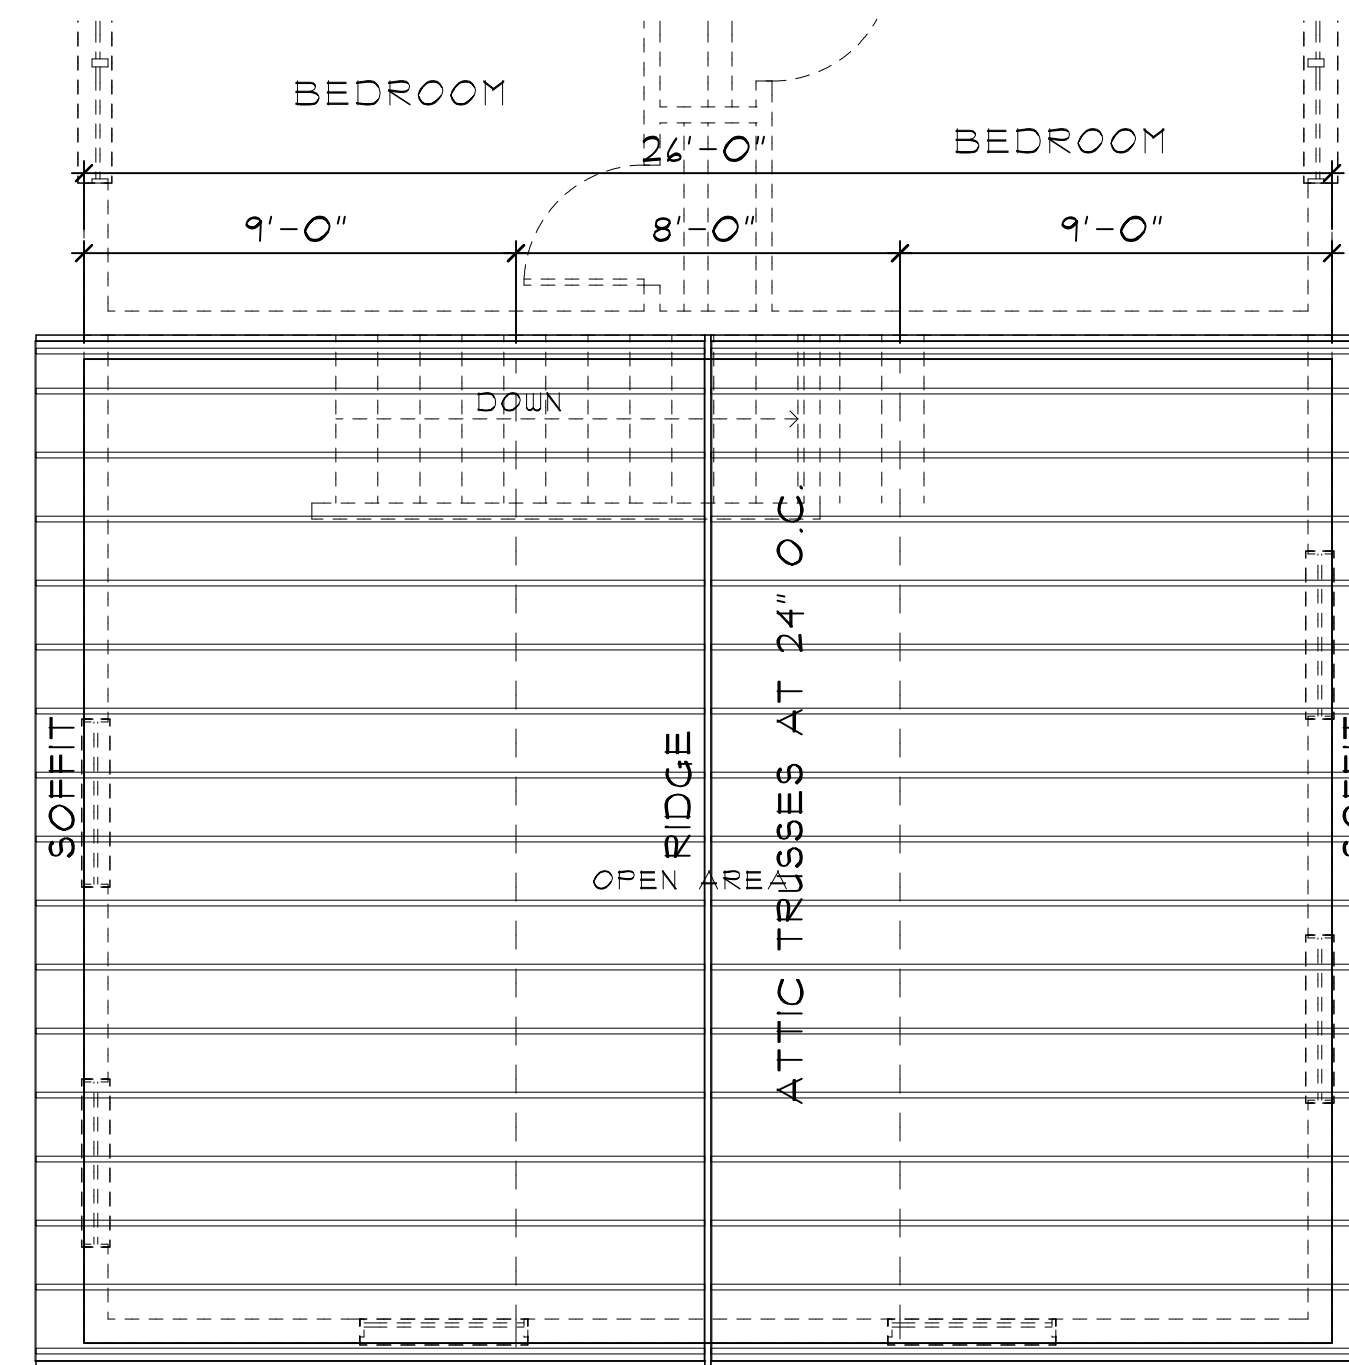 BEDROOM
BEDROOM
26'-0"
9'-0"
8'-0"
9'-0"
DOWN
SOFFIT
RIDGE
ATTIC TRUSSES AT 24" O.C.
SOFFIT
OPEN AREA